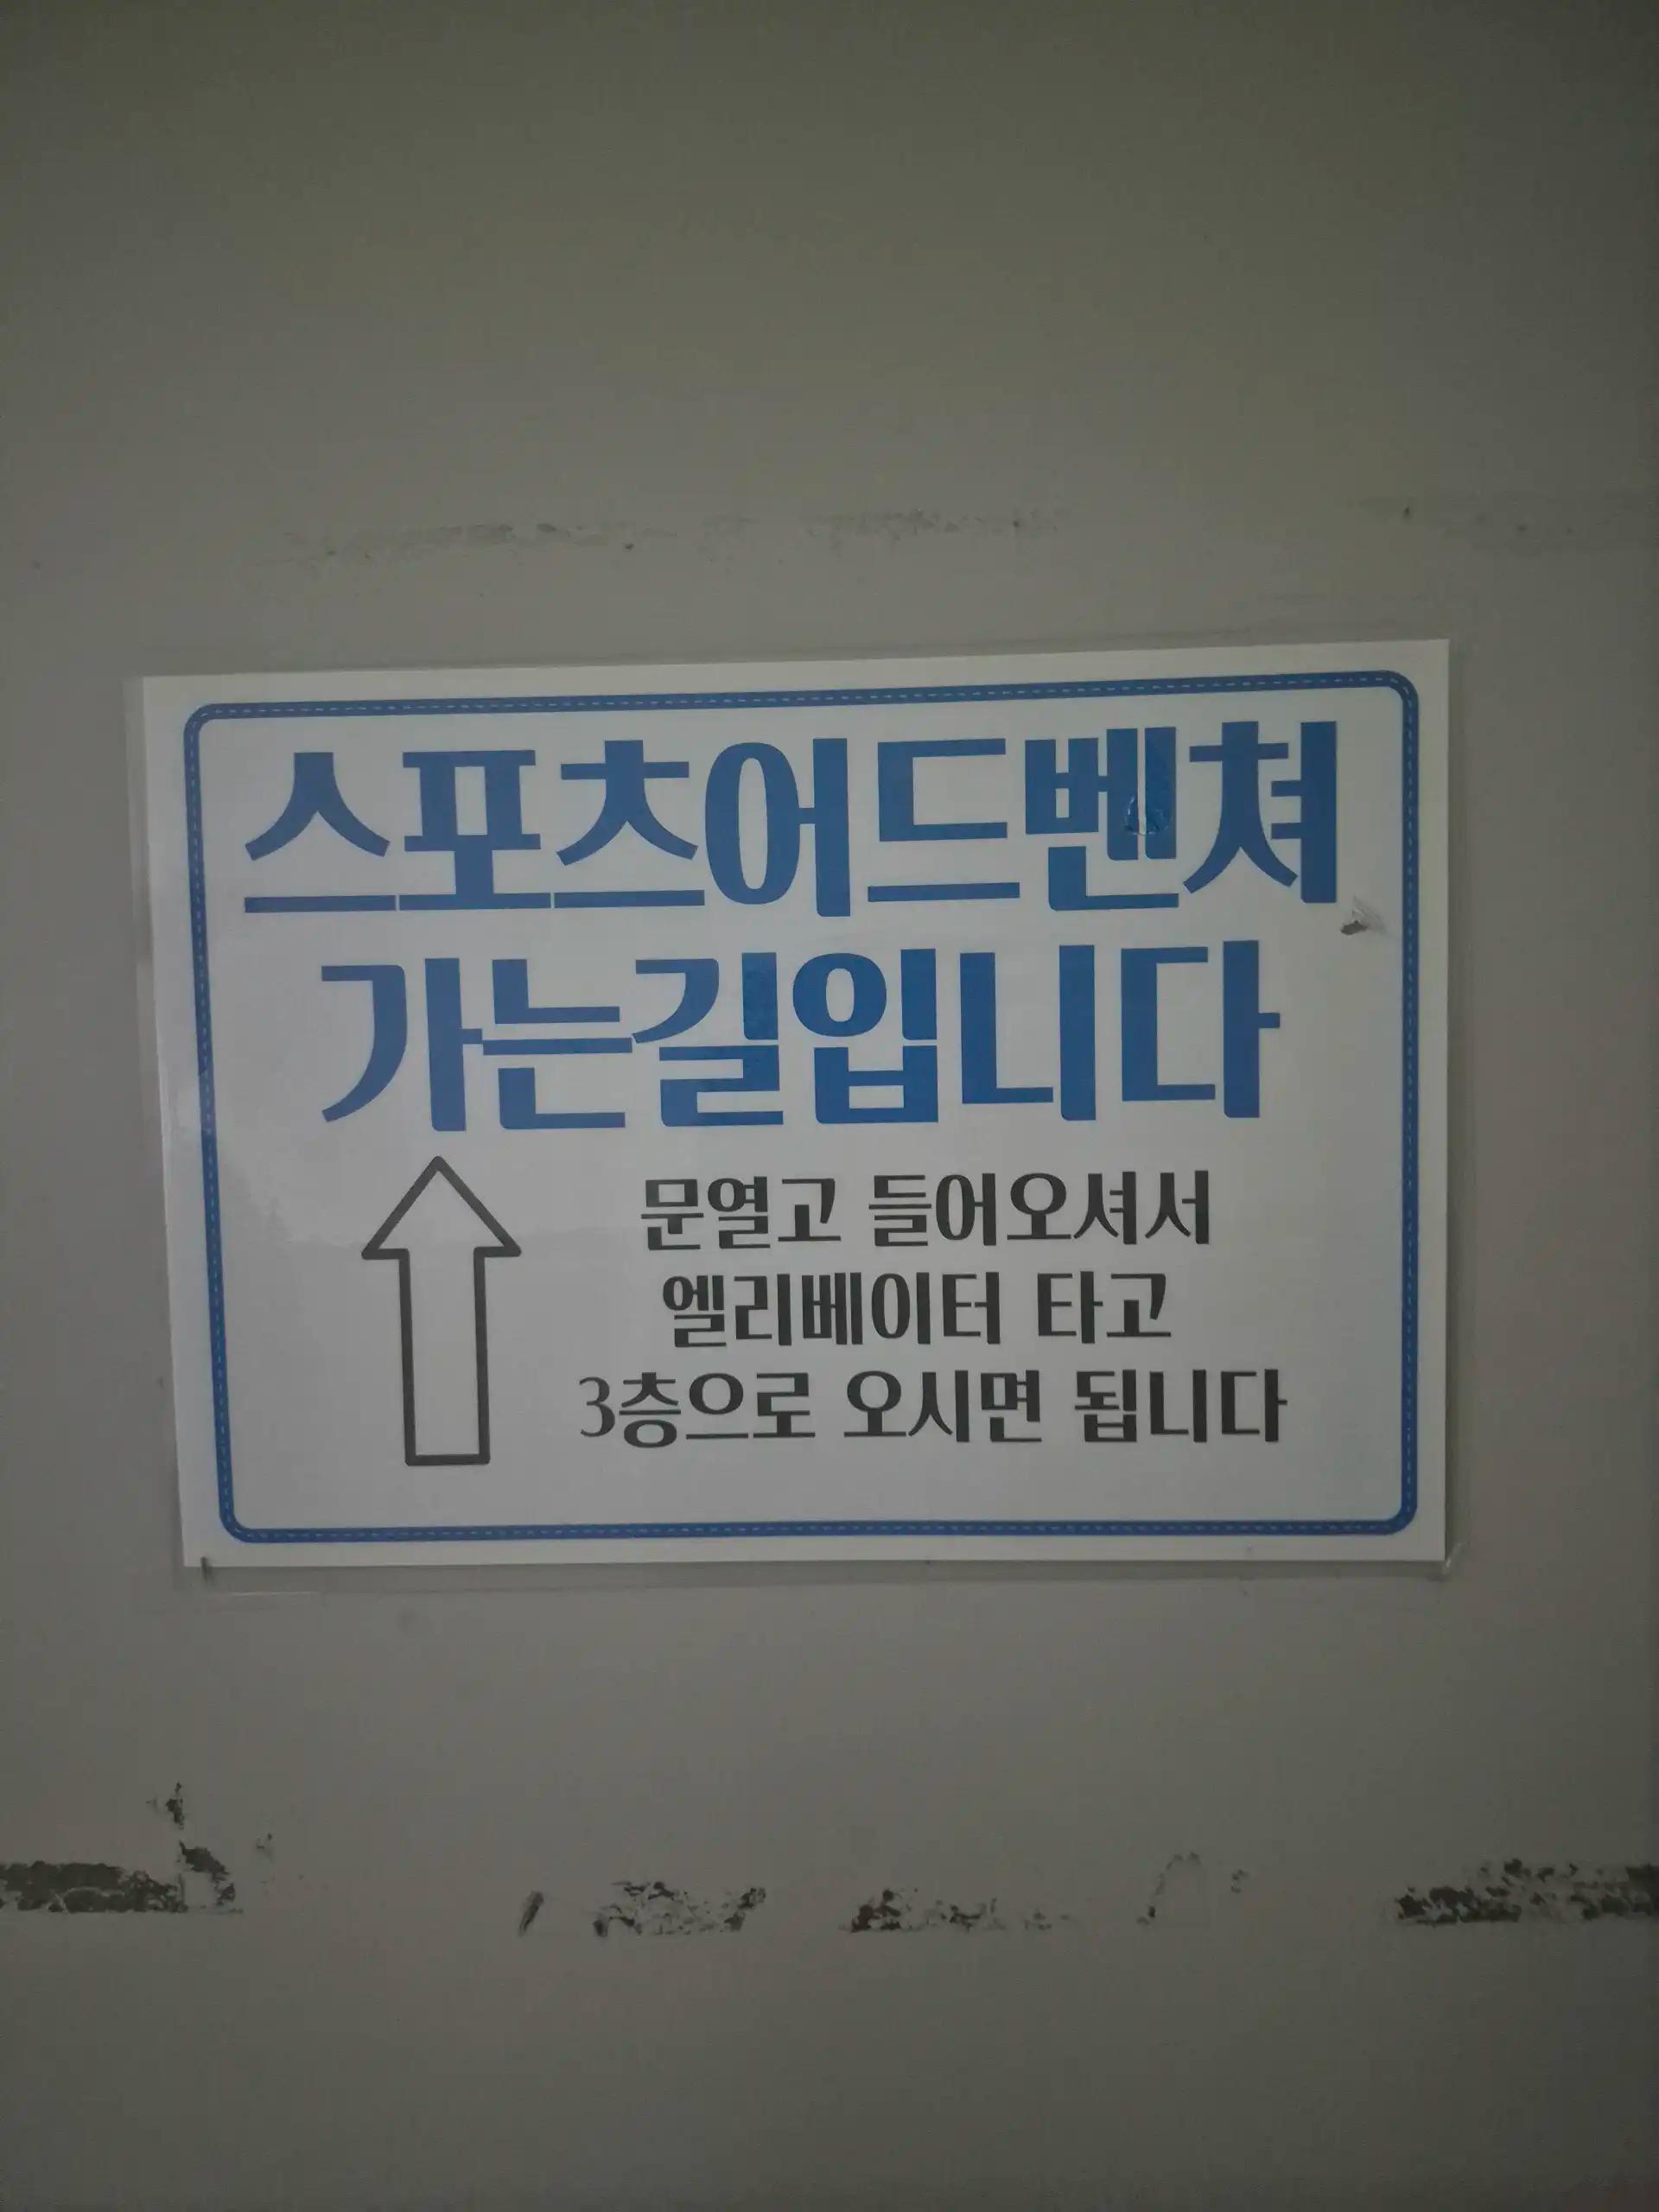 스포츠어드벤쳐
가는길입니다
문열고 들어오셔서
엘리베이터 타고
3층으로 오시면 됩니다